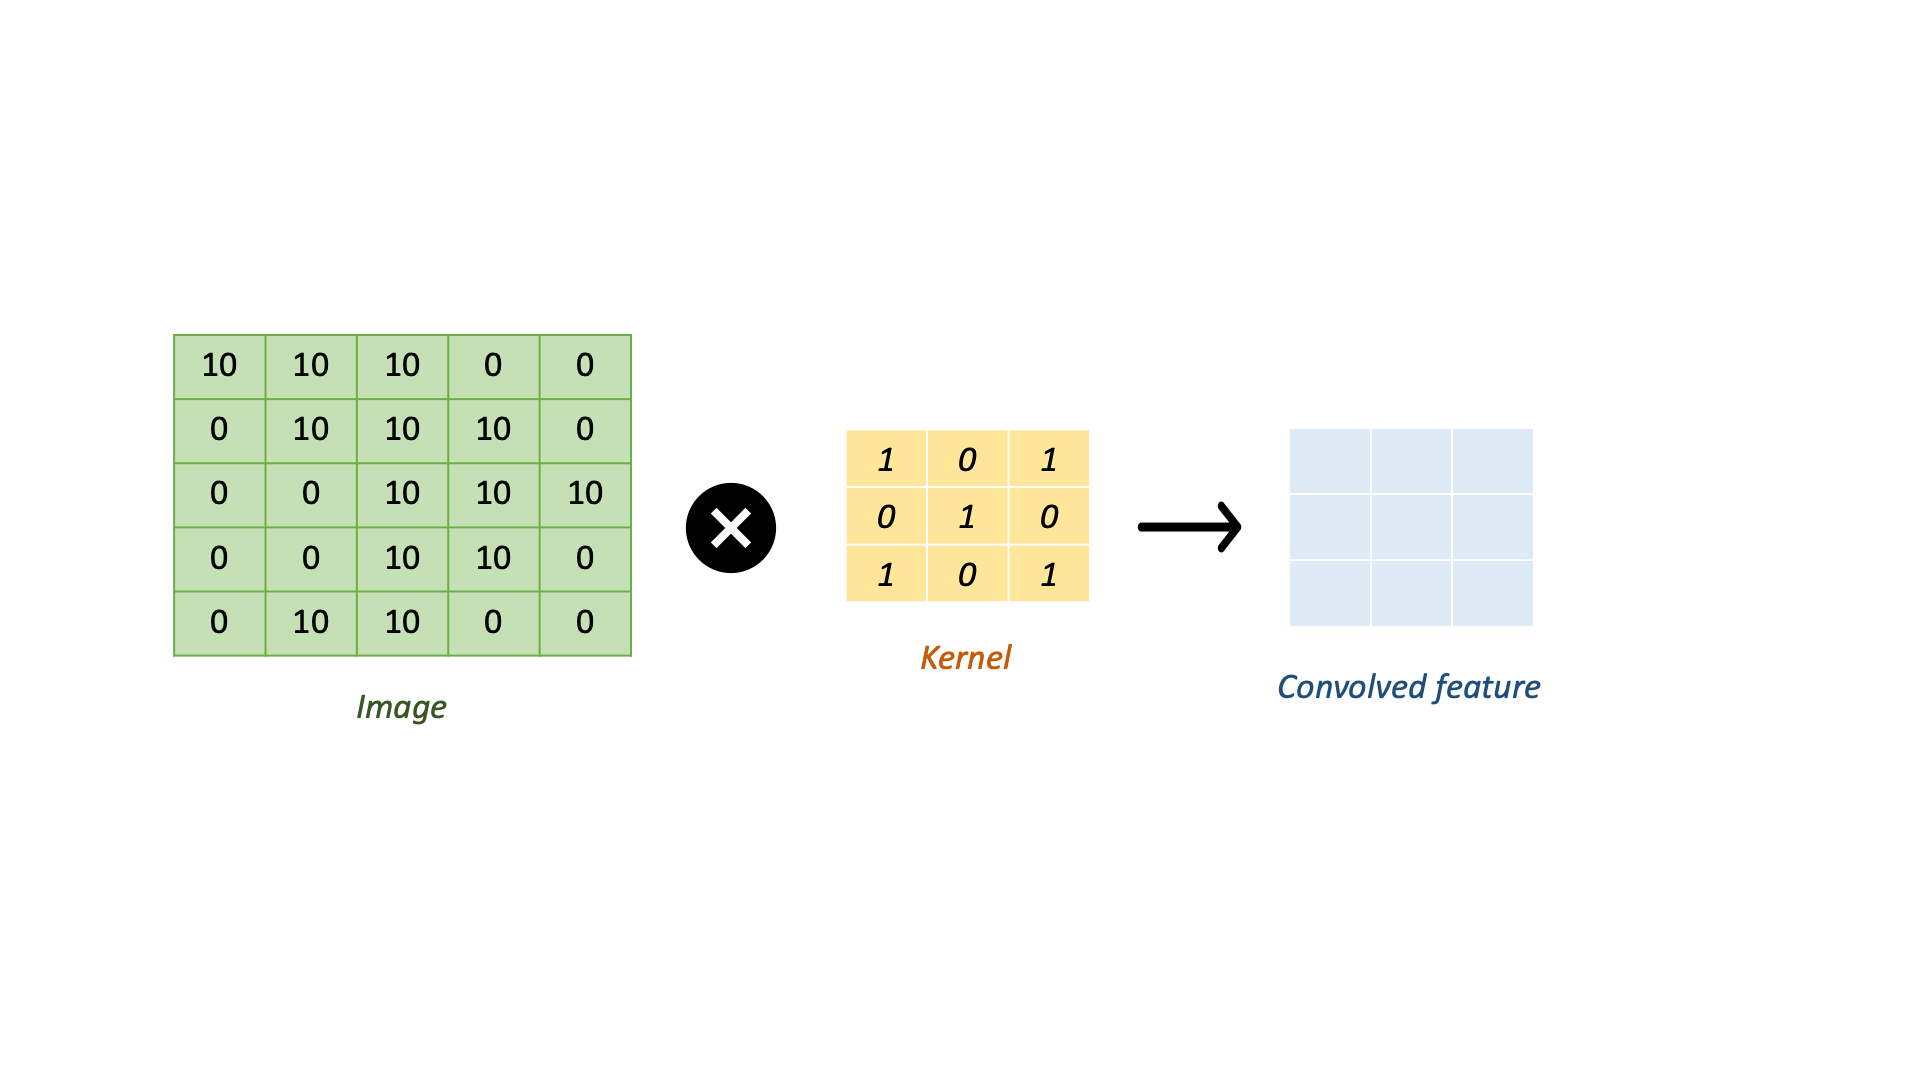 10 10 10 0 0
0 10 10 10 0
0 0 10 10 10
0 0 10 10 0
0 10 10 0 0
Image
1 0 1
0 1 0
1 0 1
Kernel
Convolved feature